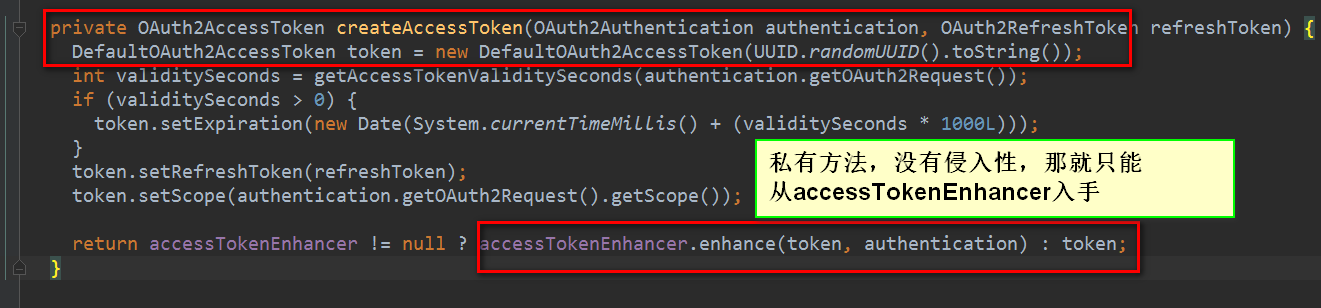 private OAuth2AccessToken createAccessToken(OAuth2Authentication authentication, OAuth2RefreshToken refreshToken) {
DefaultOAuth2AccessToken token = new DefaultOAuth2AccessToken(UUID.randomUUID().toString());
int validitySeconds = getAccessTokenValiditySeconds(authentication.getOAuth2Request());
if (validitySeconds > 0) {
token.setExpiration(new Date(System.currentTimeMillis() + (validitySeconds * 1000L)));
}
token.setRefreshToken(refreshToken);
token.setScope(authentication.getOAuth2Request().getScope());
私有方法，没有侵入性，那就只能
从accessTokenEnhancer入手
return accessTokenEnhancer != null ? accessTokenEnhancer.enhance(token, authentication) : token;
}